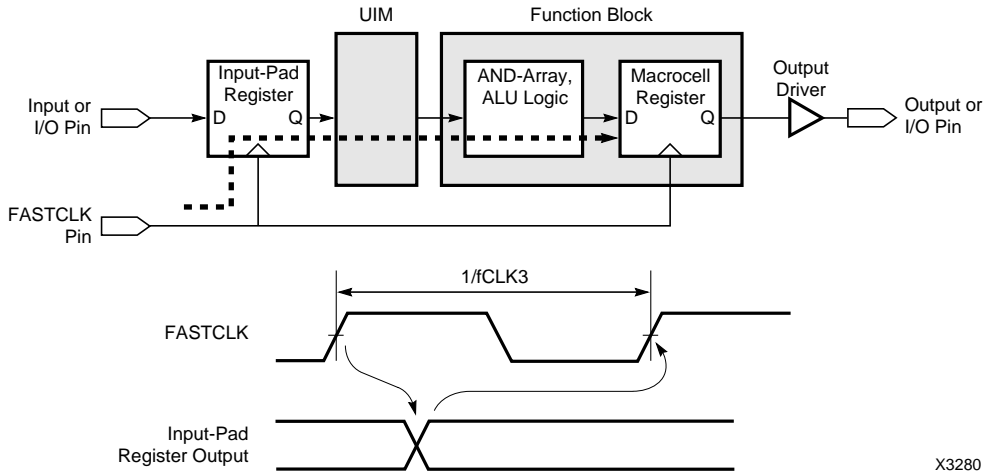 UIM
Function Block
Input-Pad
Register
AND-Array,
ALU Logic
Macrocell
Register
Output
Driver
Input or
I/O Pin
D
Q
D
Q
Output or
I/O Pin
FASTCLK
Pin
1/fCLK3
FASTCLK
Input-Pad
Register Output
X3280